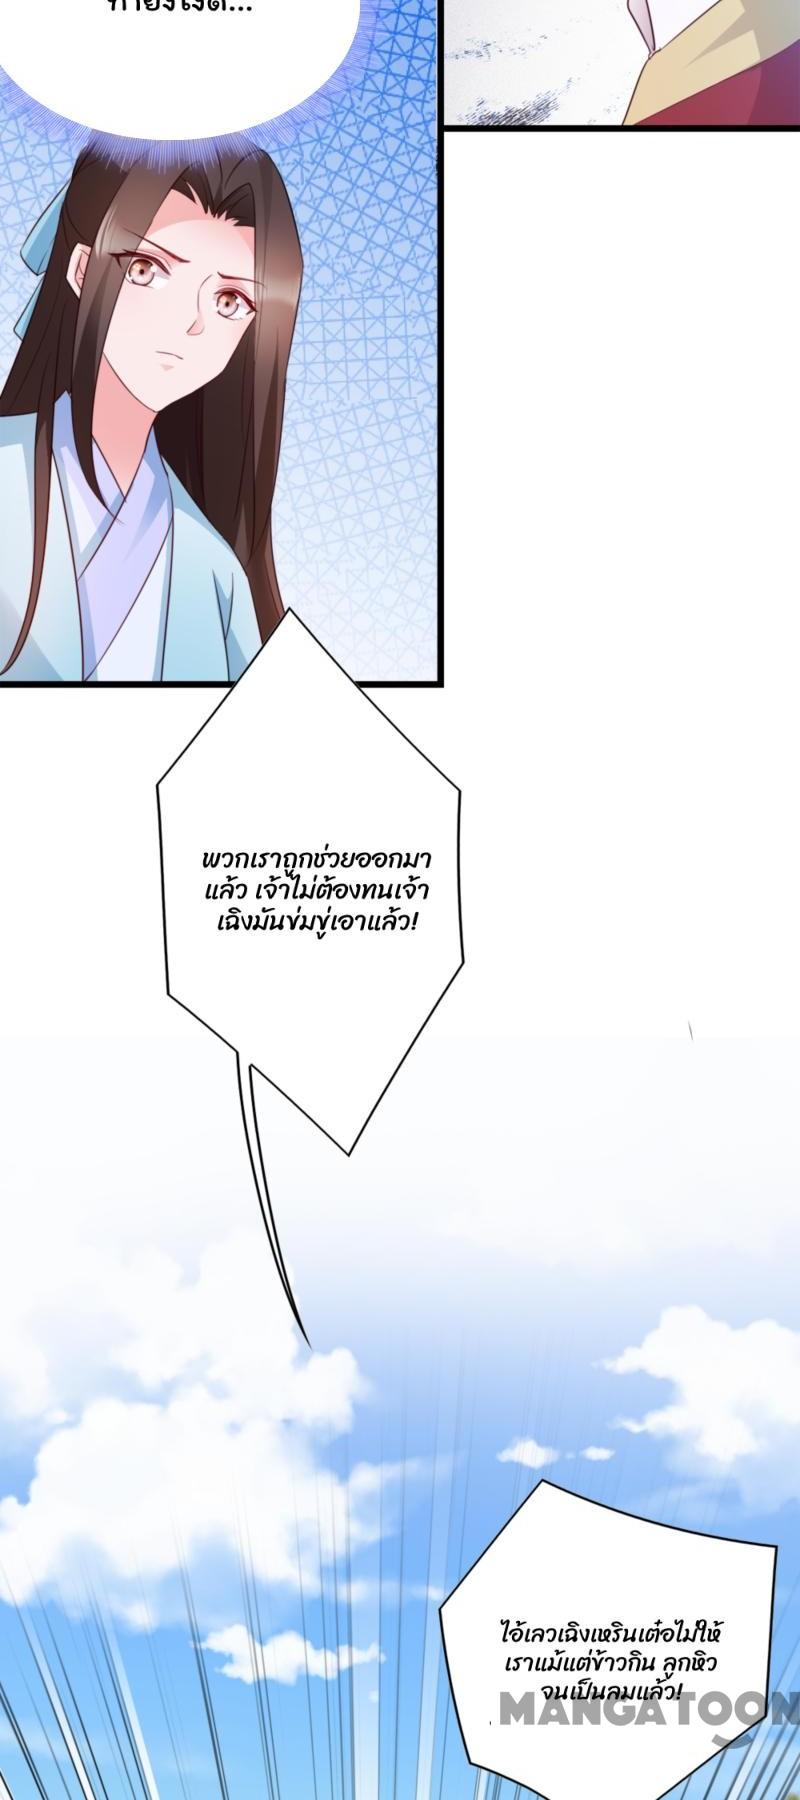 พวกเราถูกช่วยออกมา
แล้ว เจ้าไม่ต้องทนเจ้า
เฉิงมันข่มขู่เอาแล้ว!
ไอ้เลวเฉิงเหรินเต๋อไม่ให้
เราแม้แต่ข้าวกิน ลูกหิว
จนเป็นลมแล้ว!
MANGATOON